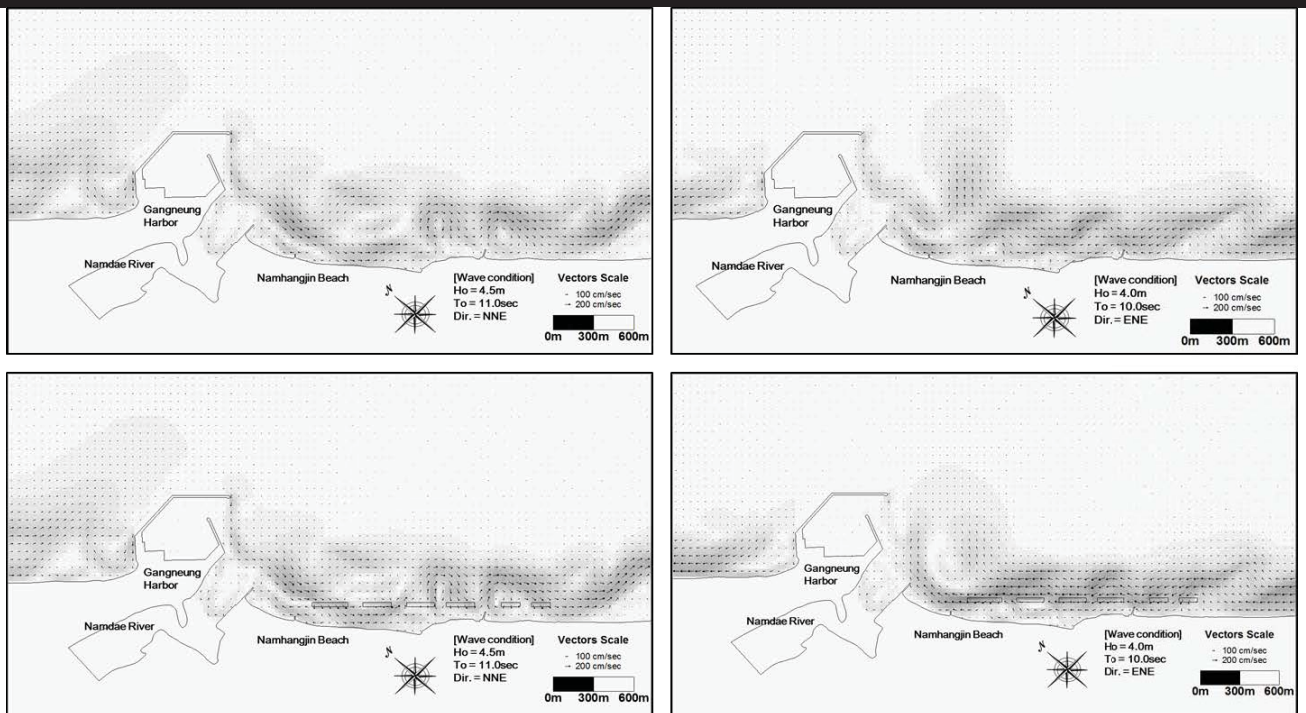 Gangneung
Harbor
Namdae River
Namhangjin Beach
N
[Wave condition]
Ho = 4.5m
To = 11.0sec
Dir. = NNE
Vectors Scale
- 100 cm/sec
→ 200 cm/sec
0m 300m 600m
Gangneung
Harbor
Namdae River
Namhangjin Beach
N
[Wave condition]
Ho = 4.0m
To = 10.0sec
Dir. = ENE
Vectors Scale
- 100 cm/sec
→ 200 cm/sec
0m 300m 600m
Gangneung
Harbor
Namdae River
Namhangjin Beach
N
[Wave condition]
Ho = 4.5m
To = 11.0sec
Dir. = NNE
Vectors Scale
- 100 cm/sec
→ 200 cm/sec
0m 300m 600m
Gangneung
Harbor
Namdae River
Namhangjin Beach
N
[Wave condition]
Ho = 4.0m
To = 10.0sec
Dir. = ENE
Vectors Scale
- 100 cm/sec
→ 200 cm/sec
0m 300m 600m